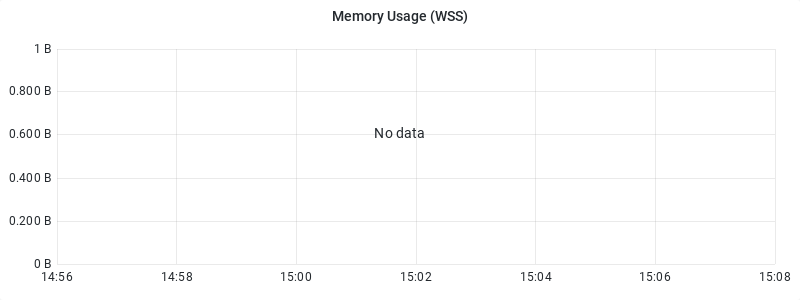 Memory Usage (WSS)
1 B
0.800 B
No data
0.600 B
0.400 B
0.200 B
0 B
14:56 14:58 15:00 15:02 15:04 15:06 15:08